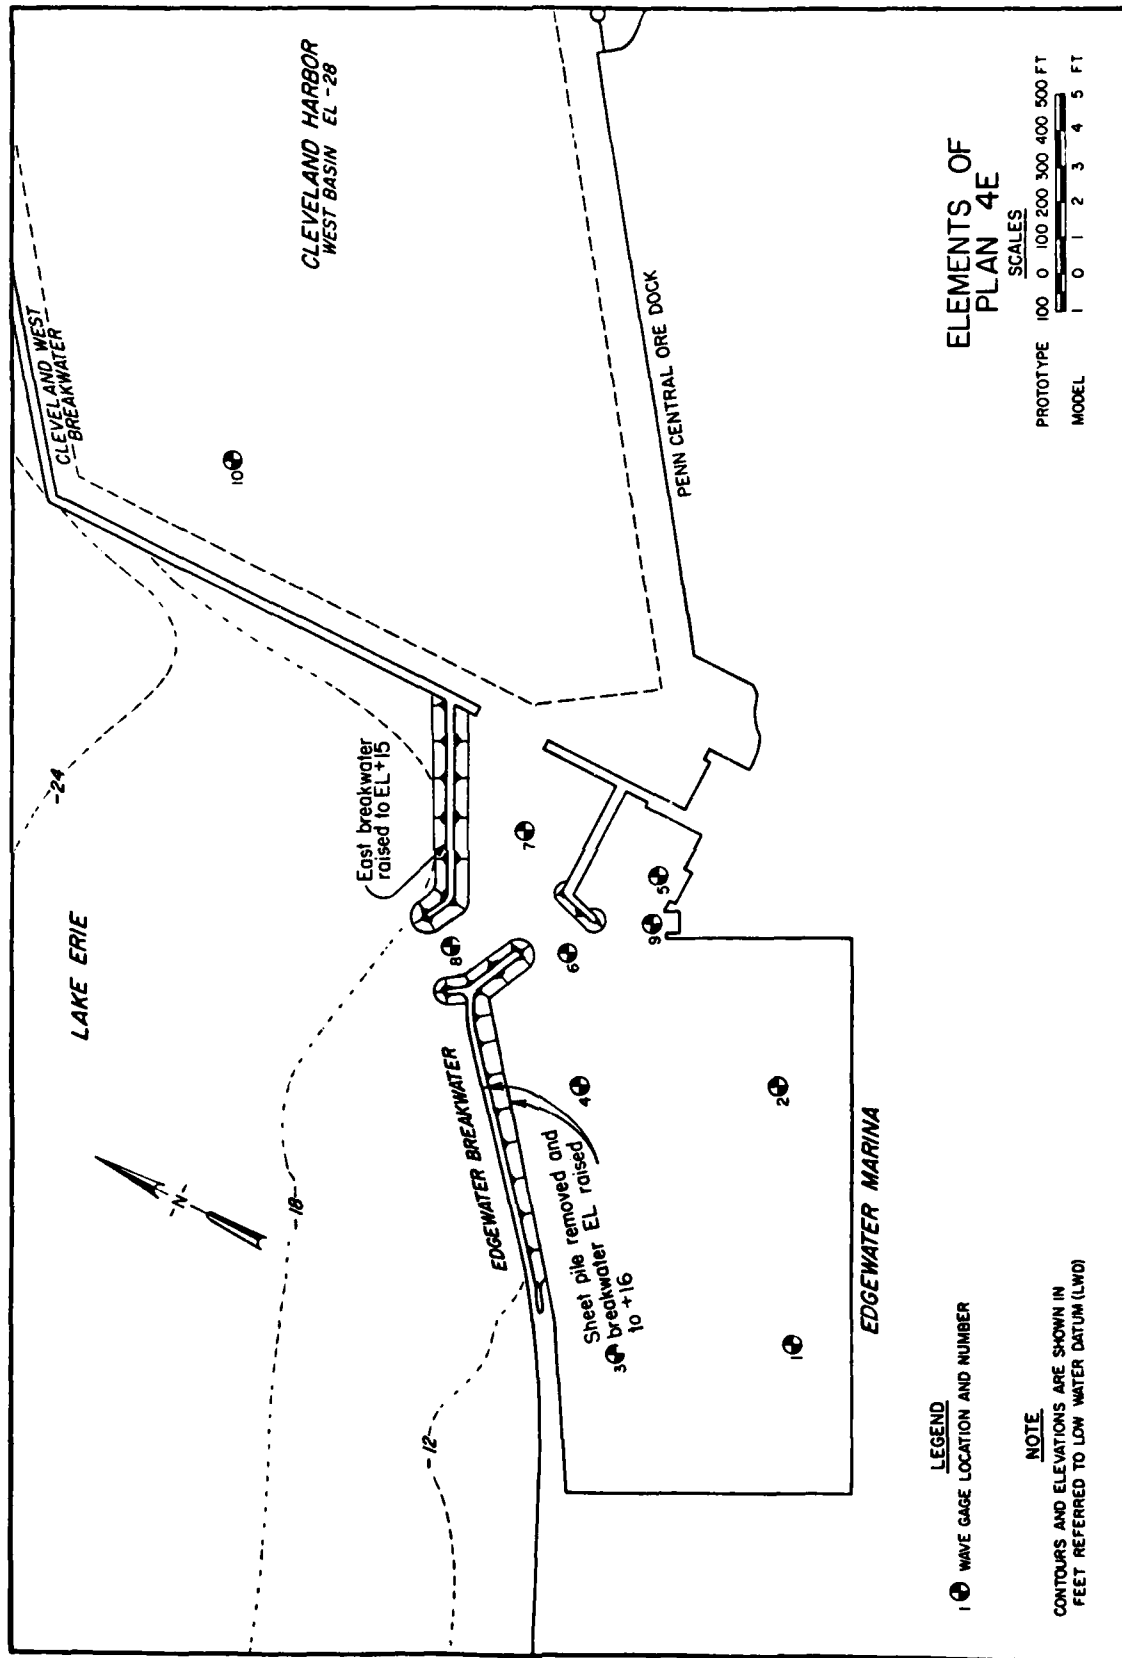 LAKE ERIE
CLEVELAND WEST
BREAKWATER
CLEVELAND HARBOR
WEST BASIN EL -28
-24
-18-
-12-
-N-
East breakwater
raised to EL+15
EDGEWATER BREAKWATER
Sheet pile removed and
breakwater EL raised
to +16
10
8
7
6
5
9
4
3
2
1
PENN CENTRAL ORE DOCK
EDGEWATER MARINA
LEGEND
1 WAVE GAGE LOCATION AND NUMBER
NOTE
CONTOURS AND ELEVATIONS ARE SHOWN IN
FEET REFERRED TO LOW WATER DATUM (LWD)
ELEMENTS OF
PLAN 4E
SCALES
PROTOTYPE 100 0 100 200 300 400 500 FT
MODEL 1 0 1 2 3 4 5 FT